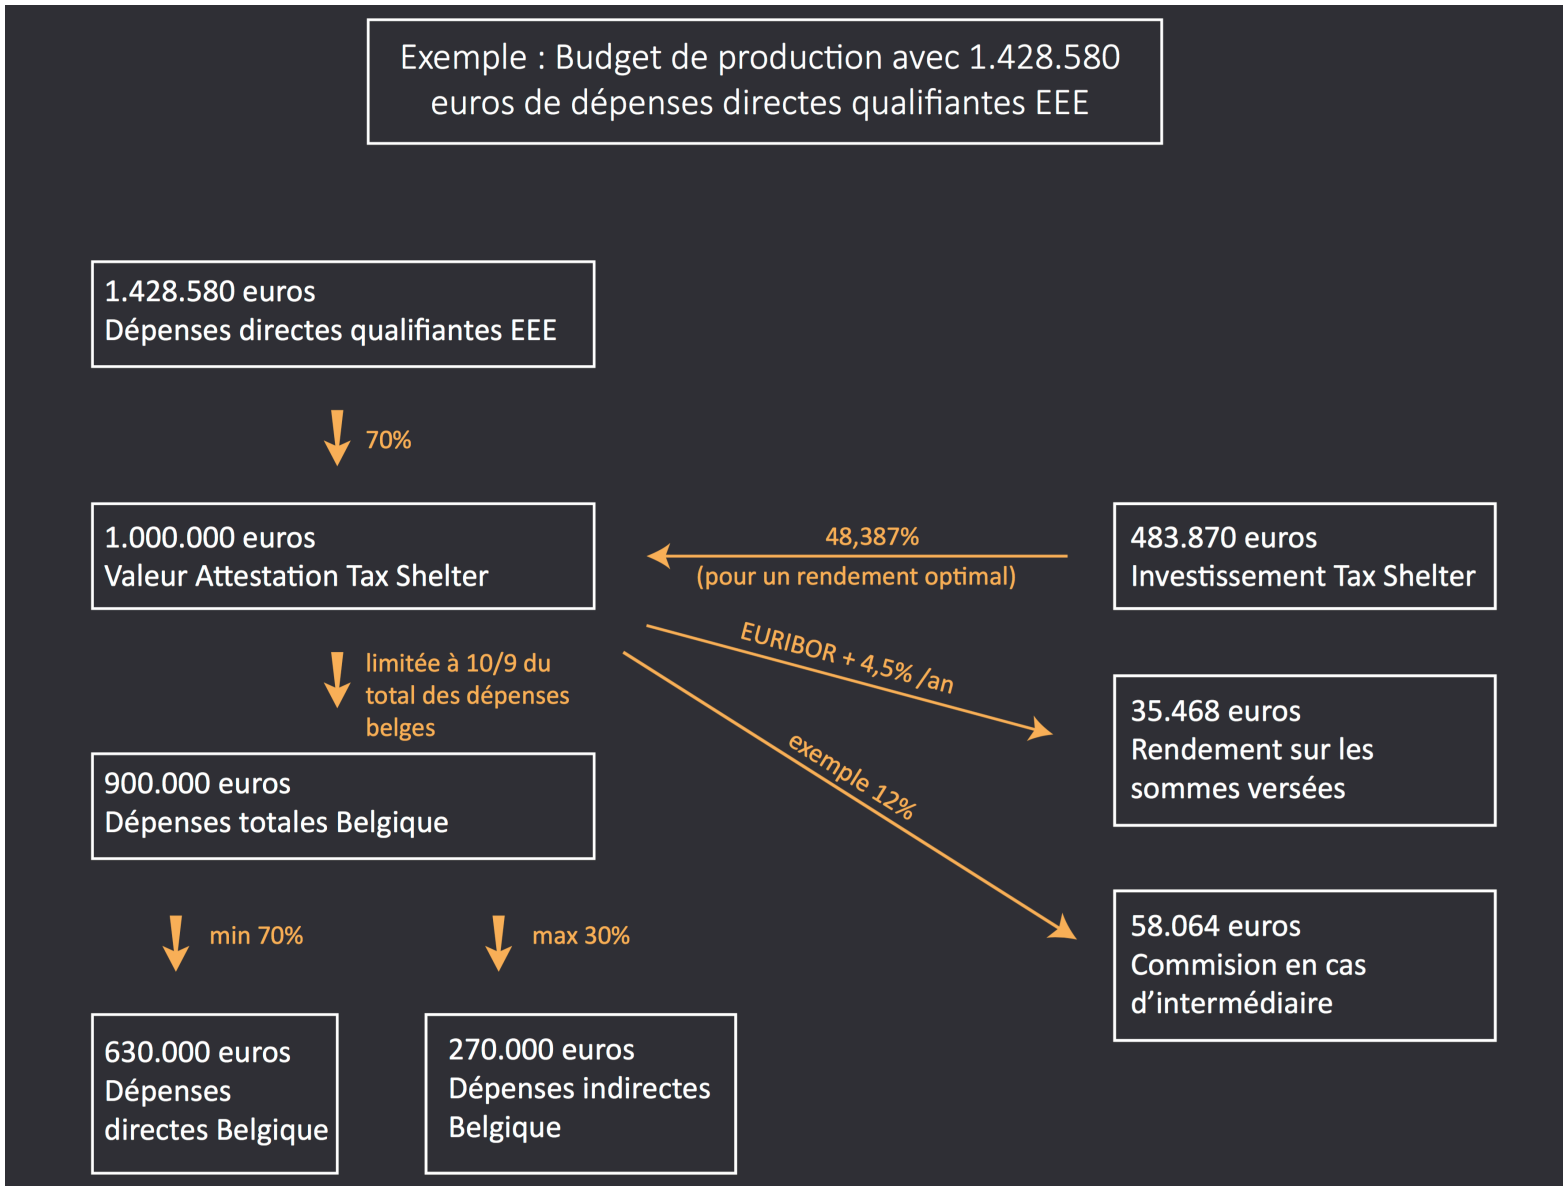 Exemple : Budget de production avec 1.428.580
euros de dépenses directes qualifiantes EEE
1.428.580 euros
Dépenses directes qualifiantes EEE
70%
1.000.000 euros
Valeur Attestation Tax Shelter
48,387%
(pour un rendement optimal)
483.870 euros
Investissement Tax Shelter
limitée à 10/9 du
total des dépenses
belges
EURIBOR + 4,5% /an
35.468 euros
Rendement sur les
sommes versées
exemple 12%
900.000 euros
Dépenses totales Belgique
58.064 euros
Commision en cas
d’intermédiaire
min 70%
max 30%
630.000 euros
Dépenses
directes Belgique
270.000 euros
Dépenses indirectes
Belgique